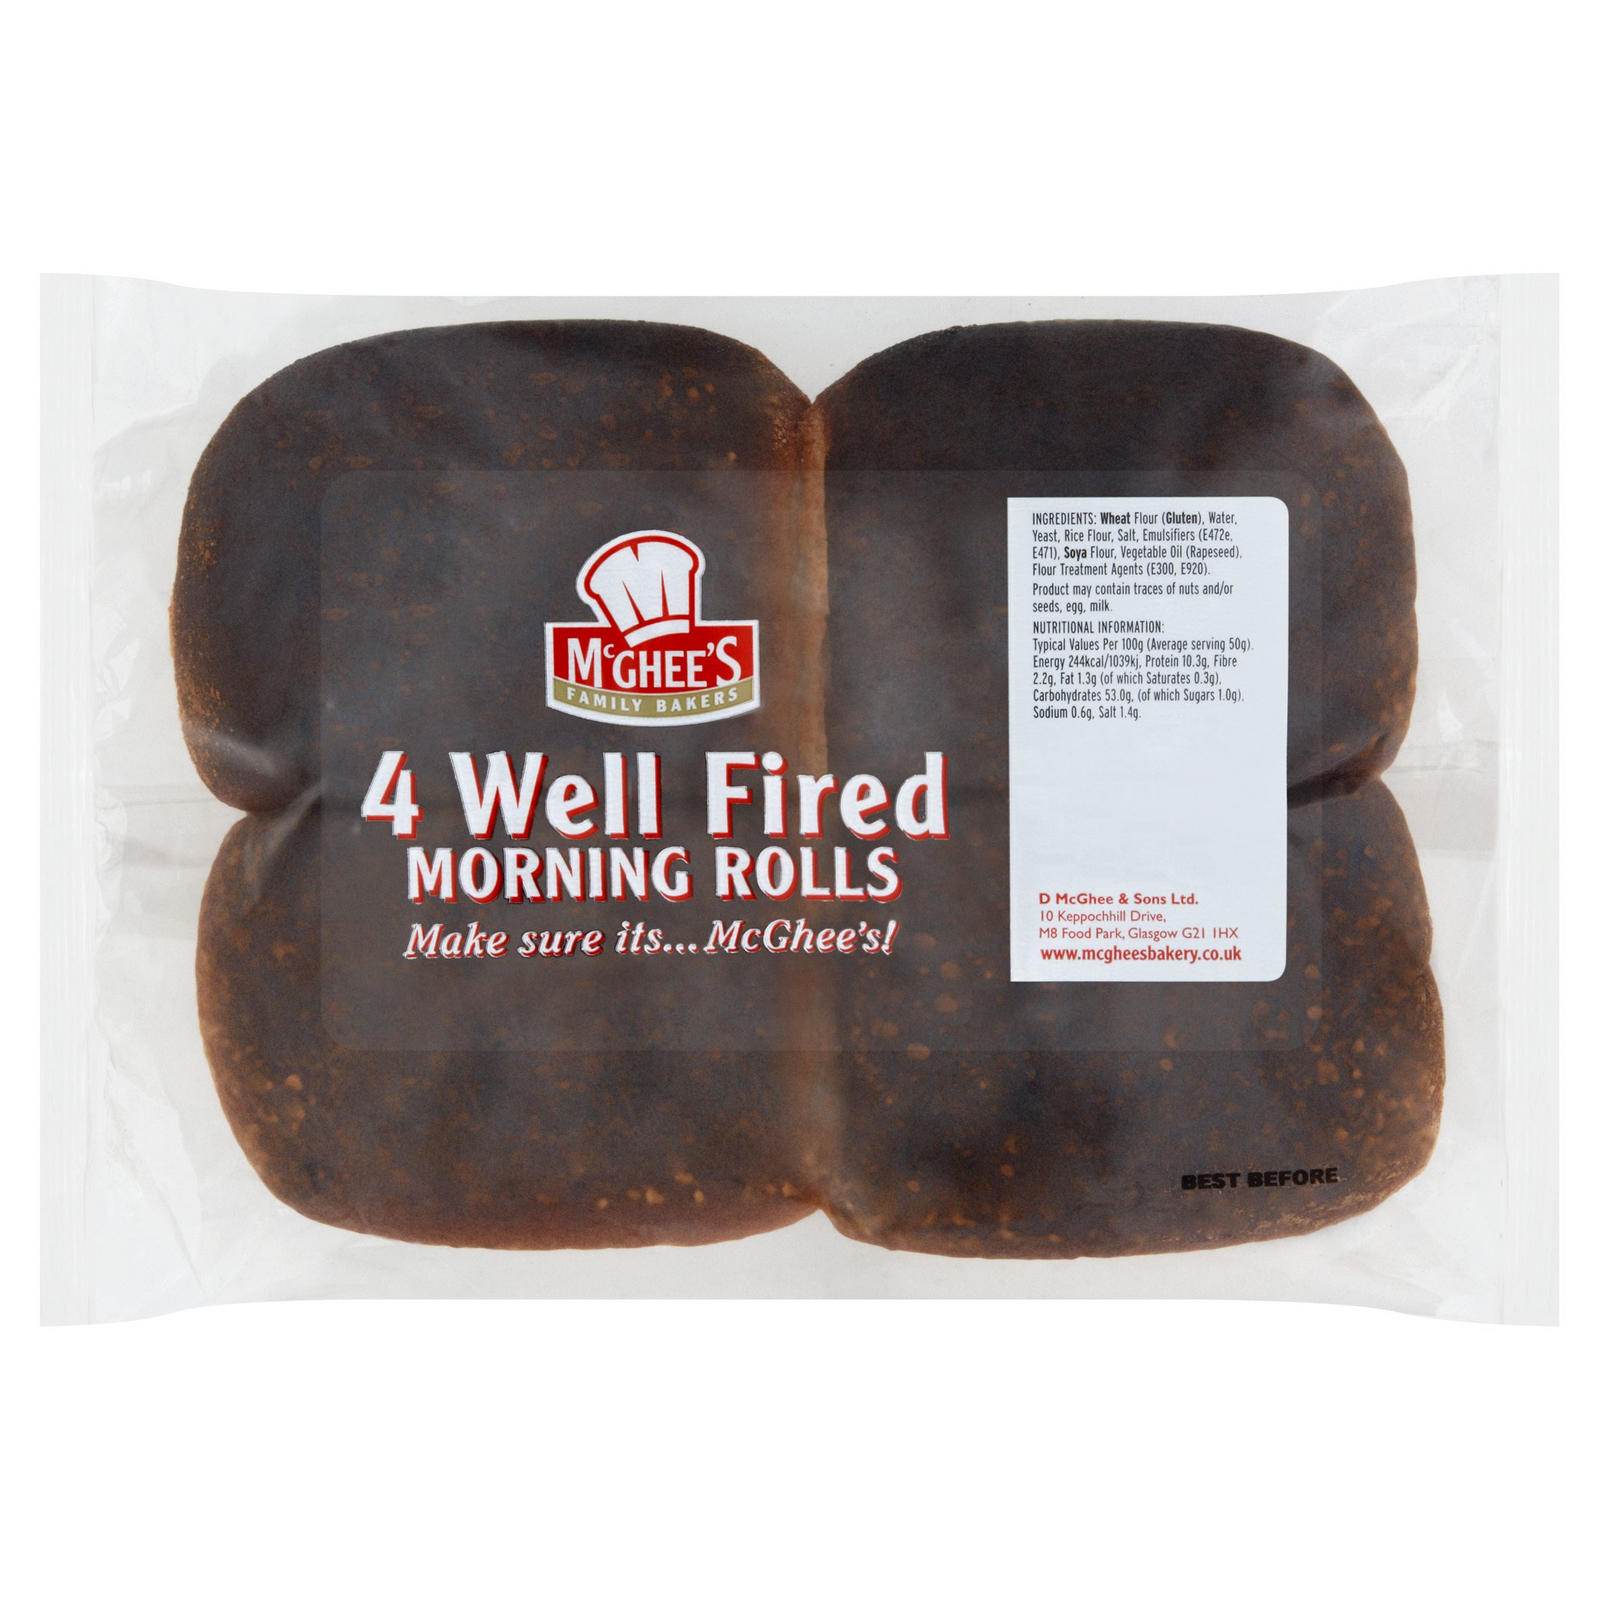 McGHEE'S
FAMILY BAKERS
4 Well Fired
MORNING ROLLS
Make sure its... McGhee's!
INGREDIENTS: Wheat Flour (Gluten), Water,
Yeast, Rice Flour, Salt, Emulsifiers (E472e,
E471), Soya Flour, Vegetable Oil (Rapeseed),
Flour Treatment Agents (E300, E920).
Product may contain traces of nuts and/or
seeds, egg, milk.
NUTRITIONAL INFORMATION:
Typical Values Per 100g (Average serving 50g).
Energy 244kcal/1039kj, Protein 10.3g, Fibre
2.2g, Fat 1.3g (of which Saturates 0.3g),
Carbohydrates 53.0g, (of which Sugars 1.0g),
Sodium 0.6g, Salt 1.4g.
D McGhee & Sons Ltd.
10 Keppochhill Drive,
M8 Food Park, Glasgow G21 1HX
www.mcgheesbakery.co.uk
BEST BEFORE